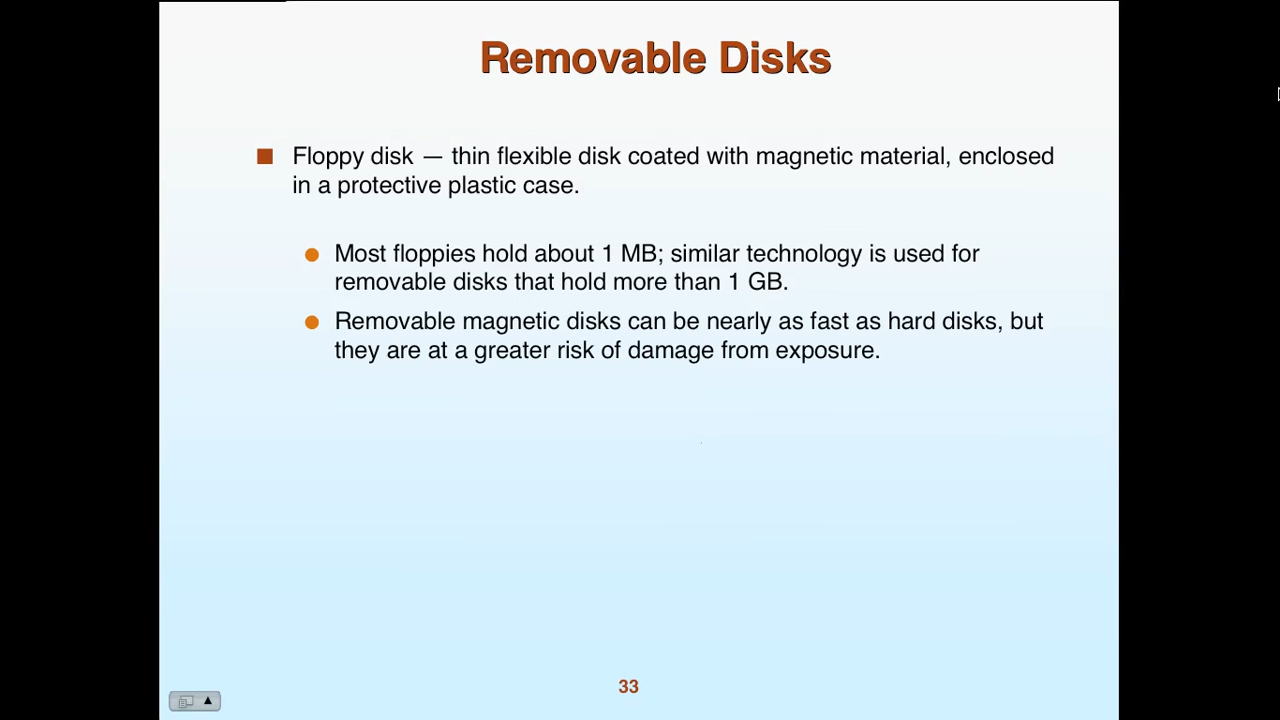 Removable Disks
Floppy disk — thin flexible disk coated with magnetic material, enclosed
in a protective plastic case.
Most floppies hold about 1 MB; similar technology is used for
removable disks that hold more than 1 GB.
Removable magnetic disks can be nearly as fast as hard disks, but
they are at a greater risk of damage from exposure.
33